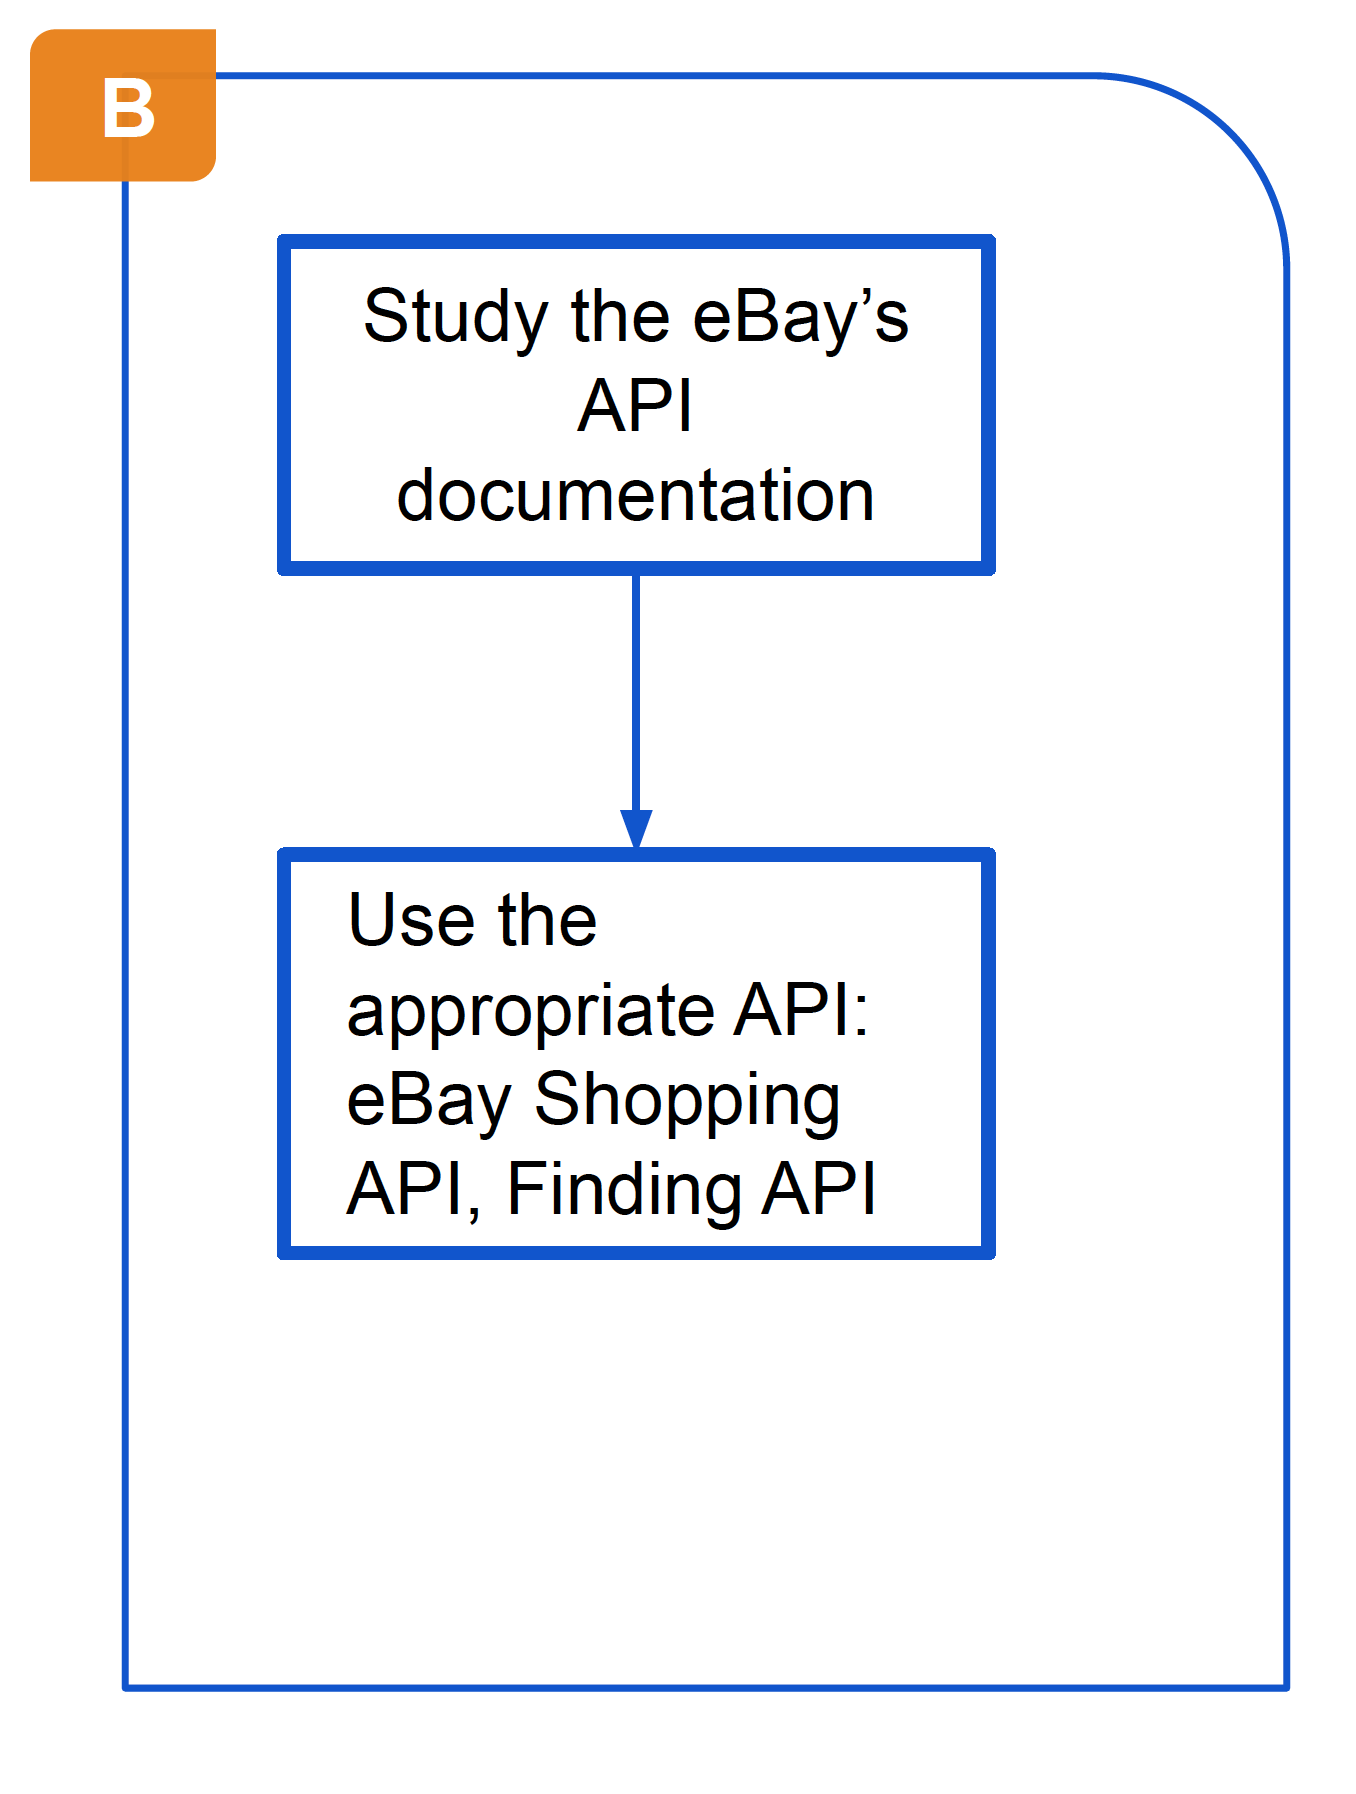 B
Study the eBay’s
API
documentation
Use the
appropriate API:
eBay Shopping
API, Finding API